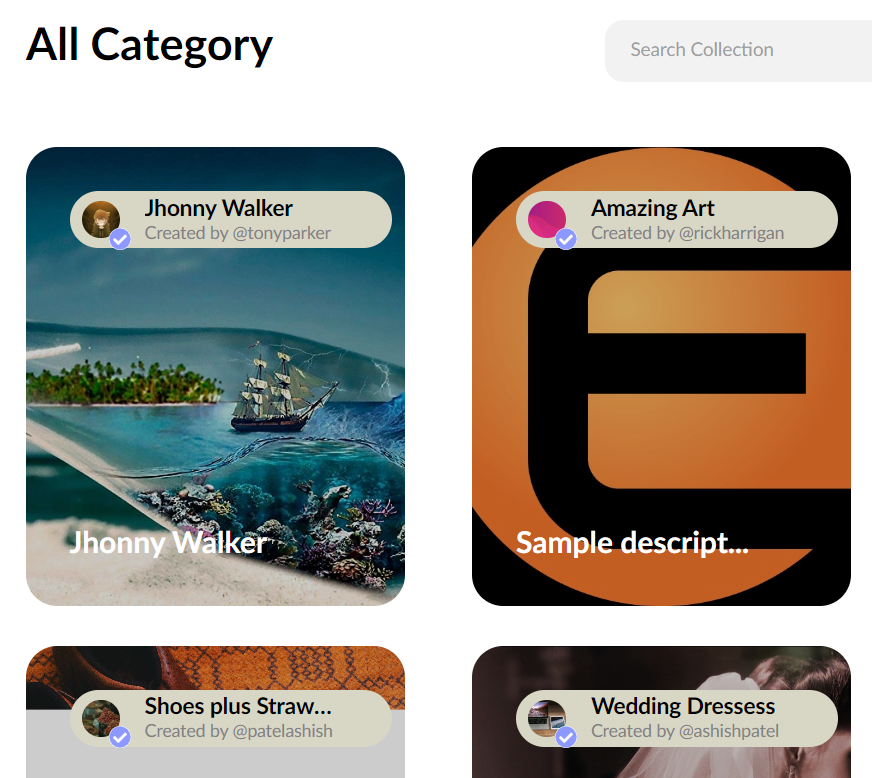 All Category
Search Collection
Jhonny Walker
Created by @tonyparker
Jhonny Walker
Amazing Art
Created by @rickharrigan
Sample descript...
Shoes plus Straw...
Created by @patelashish
Wedding Dressess
Created by @ashishpatel